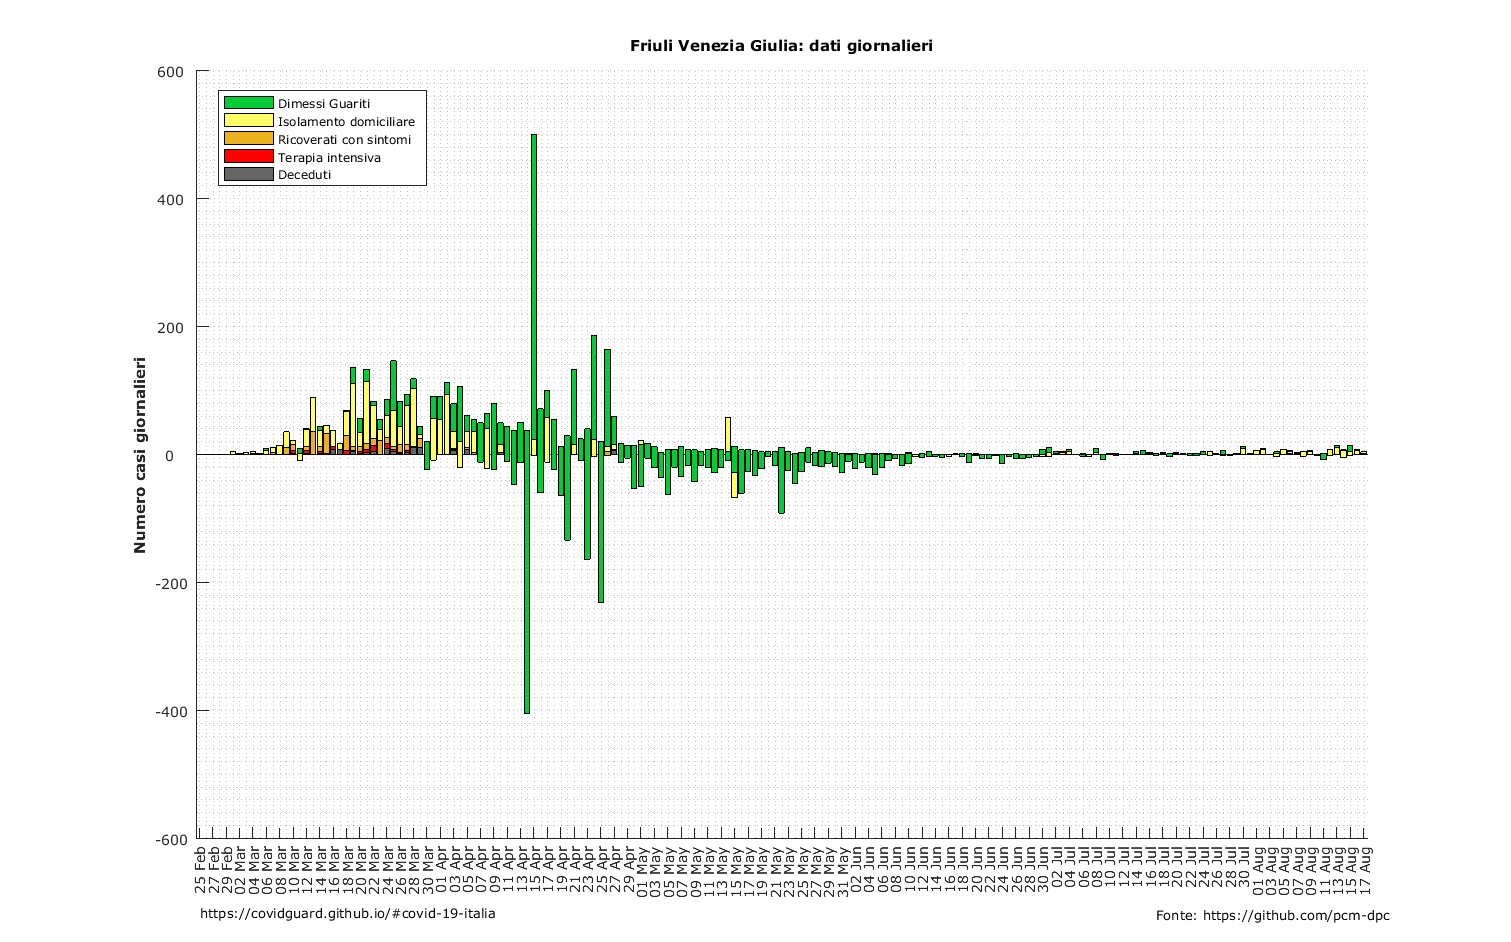 Friuli Venezia Giulia: dati giornalieri
600
400
200
0
-200
-400
-600
Numero casi giornalieri
Dimessi Guariti
Isolamento domiciliare
Ricoverati con sintomi
Terapia intensiva
Deceduti
25 Feb
27 Feb
29 Feb
02 Mar
04 Mar
06 Mar
08 Mar
10 Mar
12 Mar
14 Mar
16 Mar
18 Mar
20 Mar
22 Mar
24 Mar
26 Mar
28 Mar
30 Mar
01 Apr
03 Apr
05 Apr
07 Apr
09 Apr
11 Apr
13 Apr
15 Apr
17 Apr
19 Apr
21 Apr
23 Apr
25 Apr
27 Apr
29 Apr
01 May
03 May
05 May
07 May
09 May
11 May
13 May
15 May
17 May
19 May
21 May
23 May
25 May
27 May
29 May
31 May
02 Jun
04 Jun
06 Jun
08 Jun
10 Jun
12 Jun
14 Jun
16 Jun
18 Jun
20 Jun
22 Jun
24 Jun
26 Jun
28 Jun
30 Jun
02 Jul
04 Jul
06 Jul
08 Jul
10 Jul
12 Jul
14 Jul
16 Jul
18 Jul
20 Jul
22 Jul
24 Jul
26 Jul
28 Jul
30 Jul
01 Aug
03 Aug
05 Aug
07 Aug
09 Aug
11 Aug
13 Aug
15 Aug
17 Aug
https://covidguard.github.io/#covid-19-italia
Fonte: https://github.com/pcm-dpc